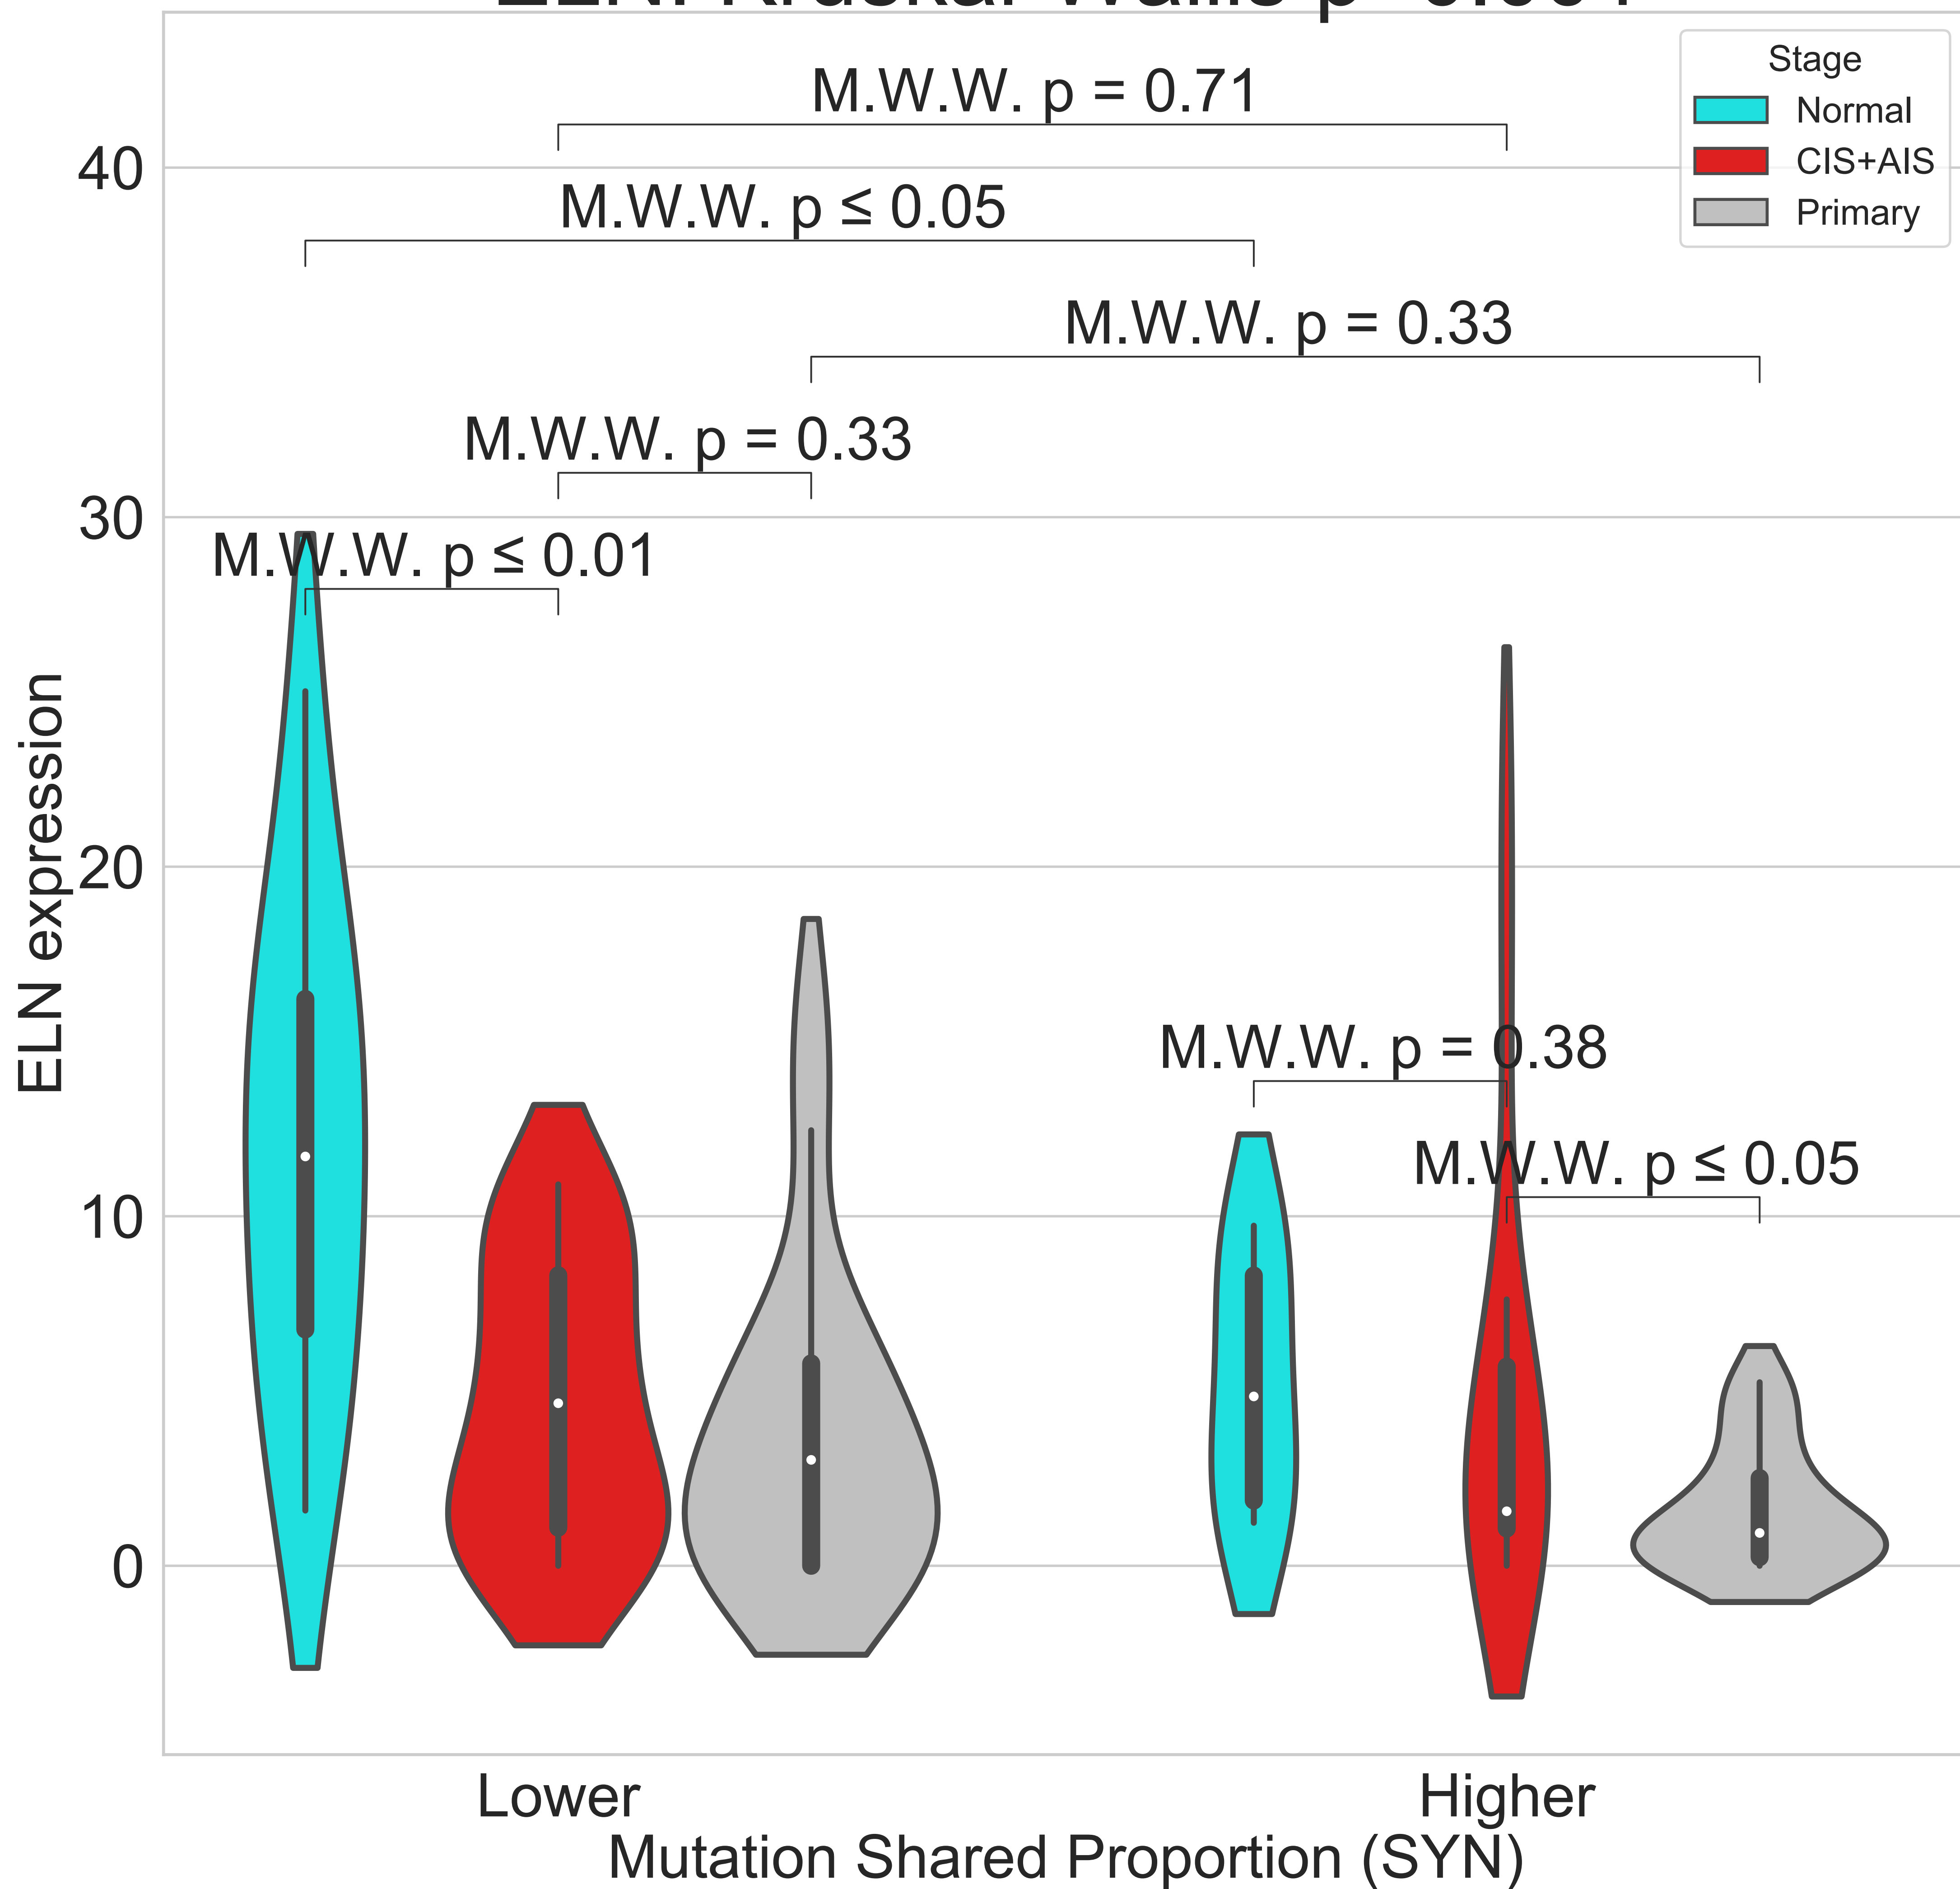 Stage
Normal
CIS+AIS
Primary
M.W.W. p = 0.71
40
M.W.W. p ≤ 0.05
M.W.W. p = 0.33
M.W.W. p = 0.33
30
M.W.W. p ≤ 0.01
ELN expression
20
M.W.W. p = 0.38
M.W.W. p ≤ 0.05
10
0
Lower
Higher
Mutation Shared Proportion (SYN)